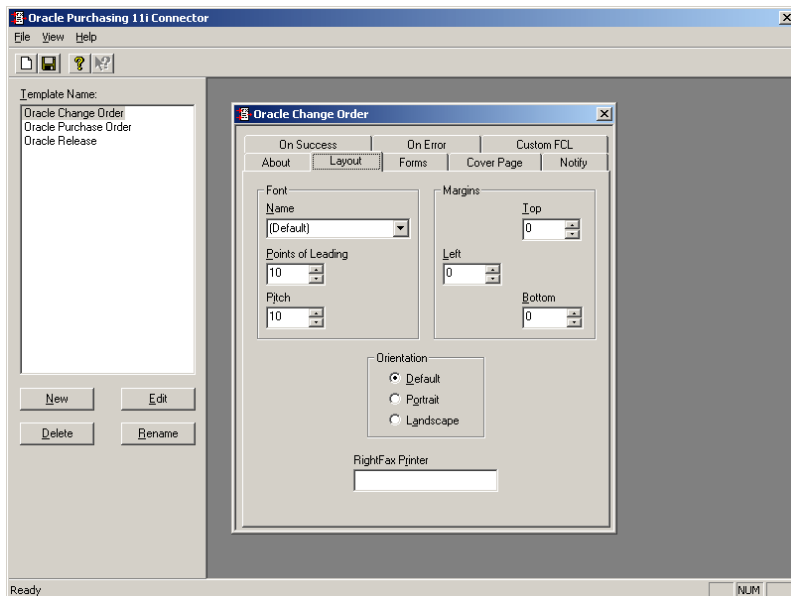 Oracle Purchasing 11i Connector
File View Help
Template Name:
Oracle Change Order
Oracle Purchase Order
Oracle Release
New Edit
Delete Rename
Oracle Change Order
On Success On Error Custom FCL
About Layout Forms Cover Page Notify
Font
Name
(Default)
Points of Leading
10
Pitch
10
Margins
Top
0
Left
0
Bottom
0
Orientation
Default
Portrait
Landscape
RightFax Printer
Ready NUM